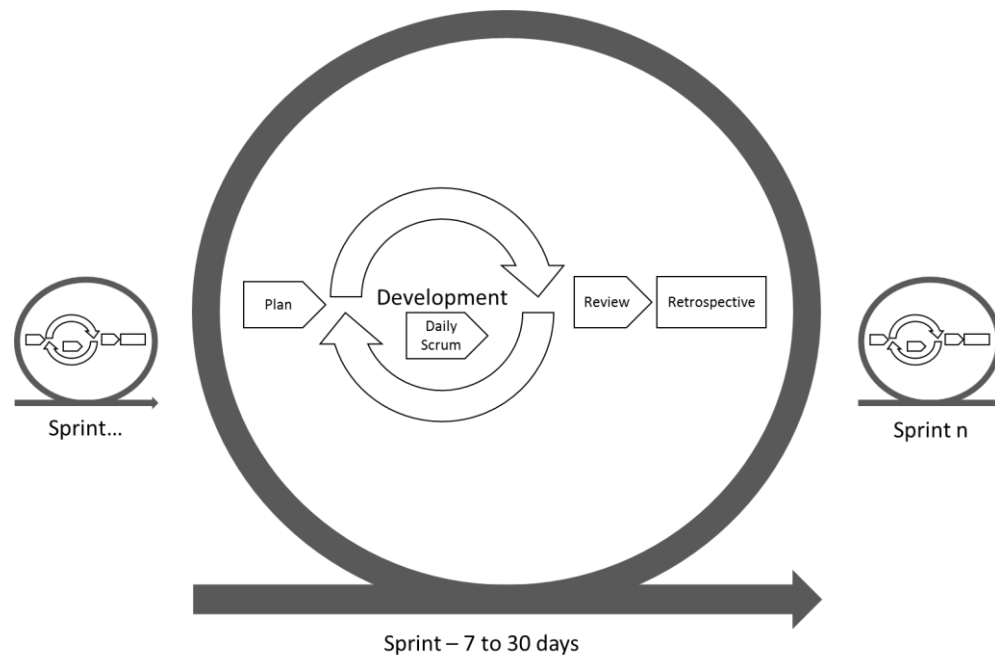 Plan
Development
Daily
Scrum
Review
Retrospective
Sprint...
Sprint n
Sprint – 7 to 30 days